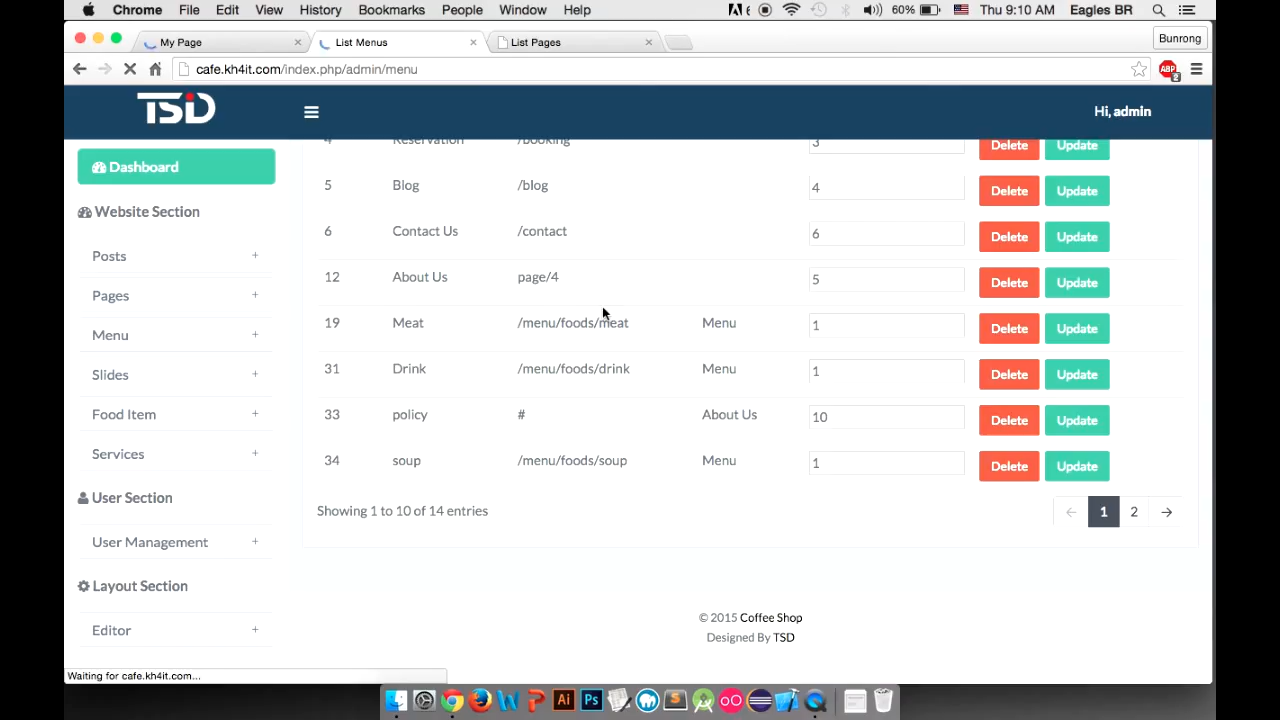 Chrome File Edit View History Bookmarks People Window Help 60% Thu 9:10 AM Eagles BR
My Page List Menus List Pages Bunrong
cafe.kh4it.com/index.php/admin/menu ABP 2
TSD Hi, admin
Dashboard
4 Reservation /booking 3 Delete Update
5 Blog /blog 4 Delete Update
Website Section
6 Contact Us /contact 6 Delete Update
Posts +
12 About Us page/4 5 Delete Update
Pages +
19 Meat /menu/foods/meat Menu 1 Delete Update
Menu +
31 Drink /menu/foods/drink Menu 1 Delete Update
Slides +
33 policy # About Us 10 Delete Update
Food Item +
34 soup /menu/foods/soup Menu 1 Delete Update
Services +
User Section
Showing 1 to 10 of 14 entries ← 1 2 →
User Management +
Layout Section
Editor +
© 2015 Coffee Shop
Designed By TSD
Waiting for cafe.kh4it.com...
Ai Ps